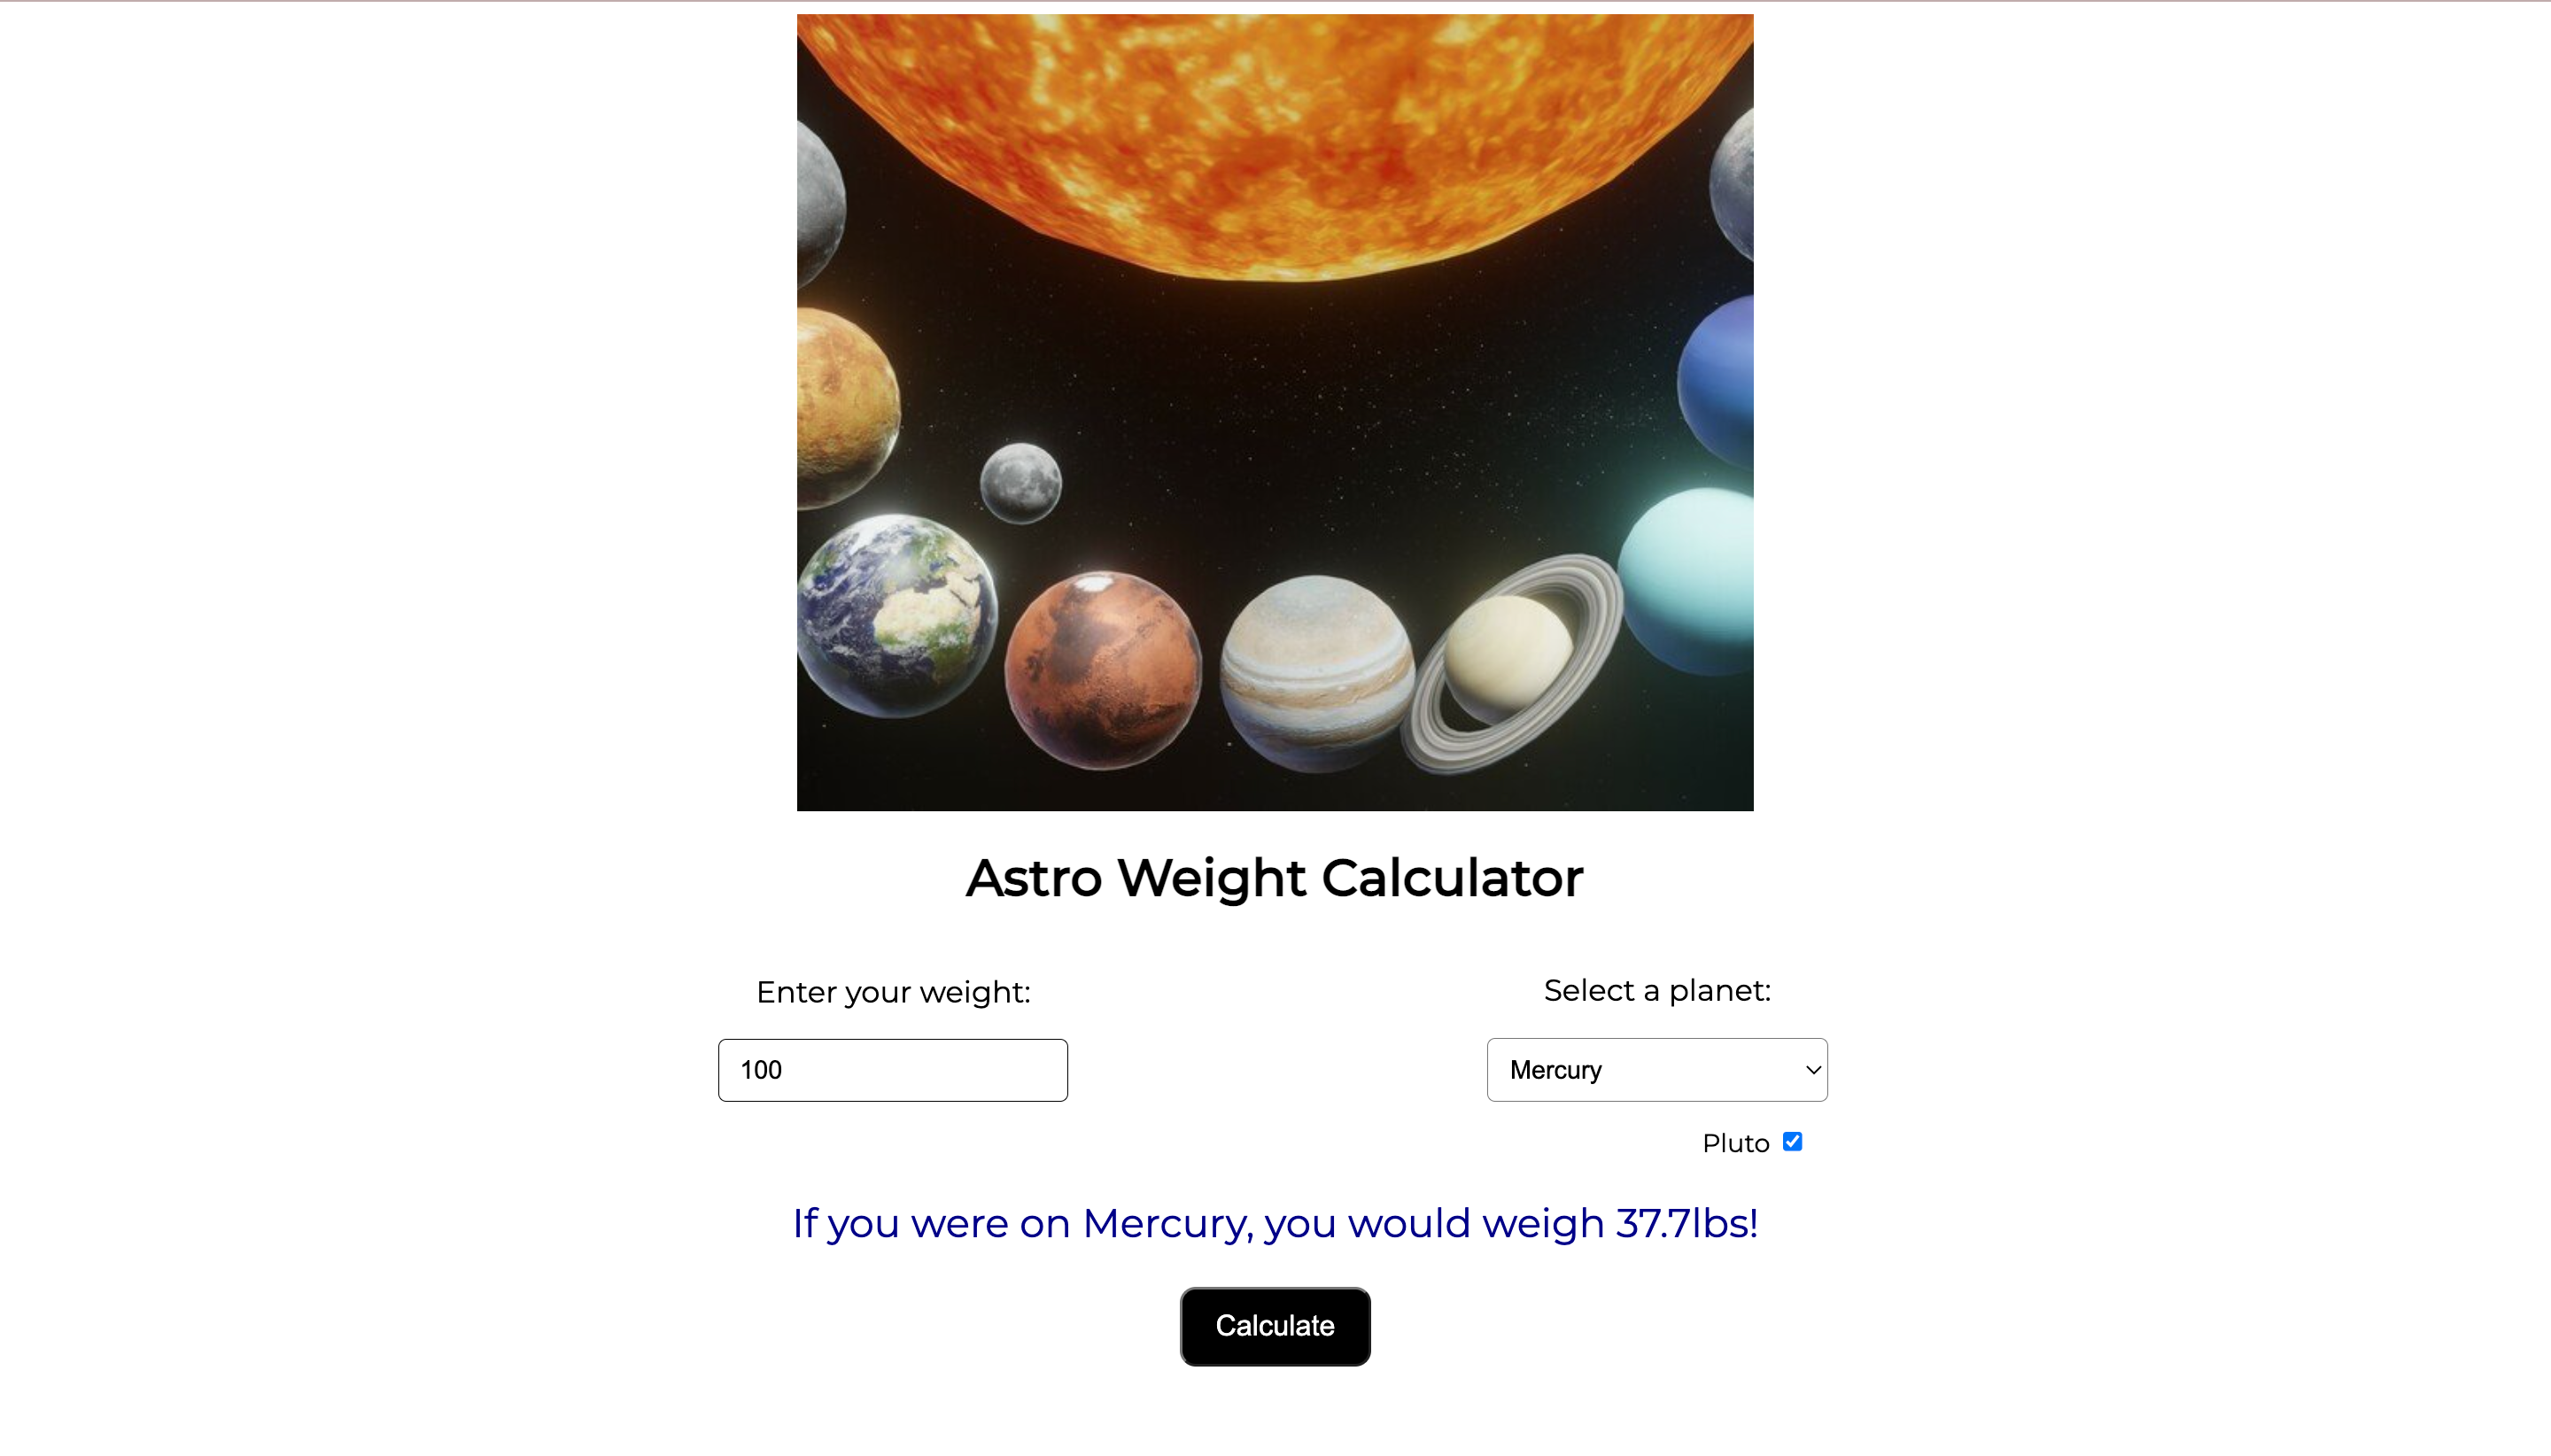 Astro Weight Calculator
Enter your weight:
Select a planet:
100
Mercury
Pluto
If you were on Mercury, you would weigh 37.7lbs!
Calculate